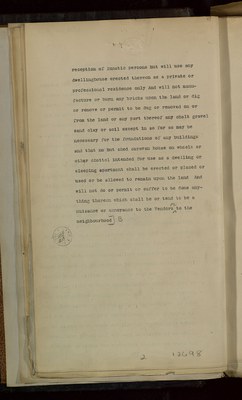 reception of lunatic persons But will use any
dwellinghouse erected thereon as a private or
professional residence only And will not manu-
facture or burn any bricks upon the land or dig
or remove or permit to be dug or removed on or
from the land or any part thereof any chalk gravel
sand clay or soil except in so far as may be
necessary for the foundations of any buildings
and that no hut shed caravan house on wheels or
other chattel intended for use as a dwelling or
sleeping apartment shall be erected or placed or
used or be allowed to remain upon the land And
will not do or permit or suffer to be done any-
thing thereon which shall be or tend to be a
nuisance or annoyance to the Vendors to the
neighbourhood
2